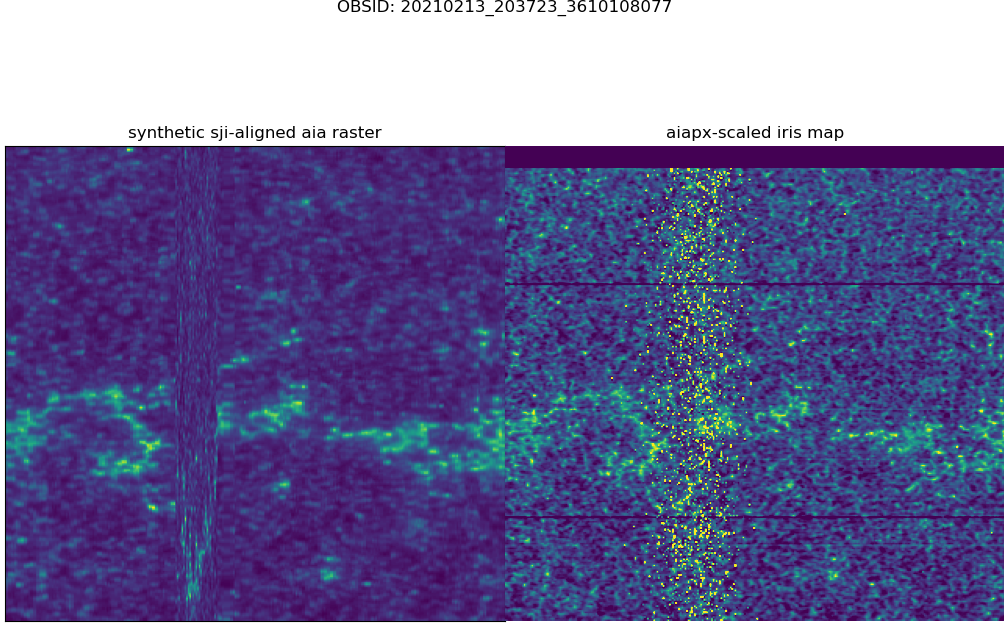 OBSID: 20210213_203723_3610108077
synthetic sji-aligned aia raster
aiapx-scaled iris map